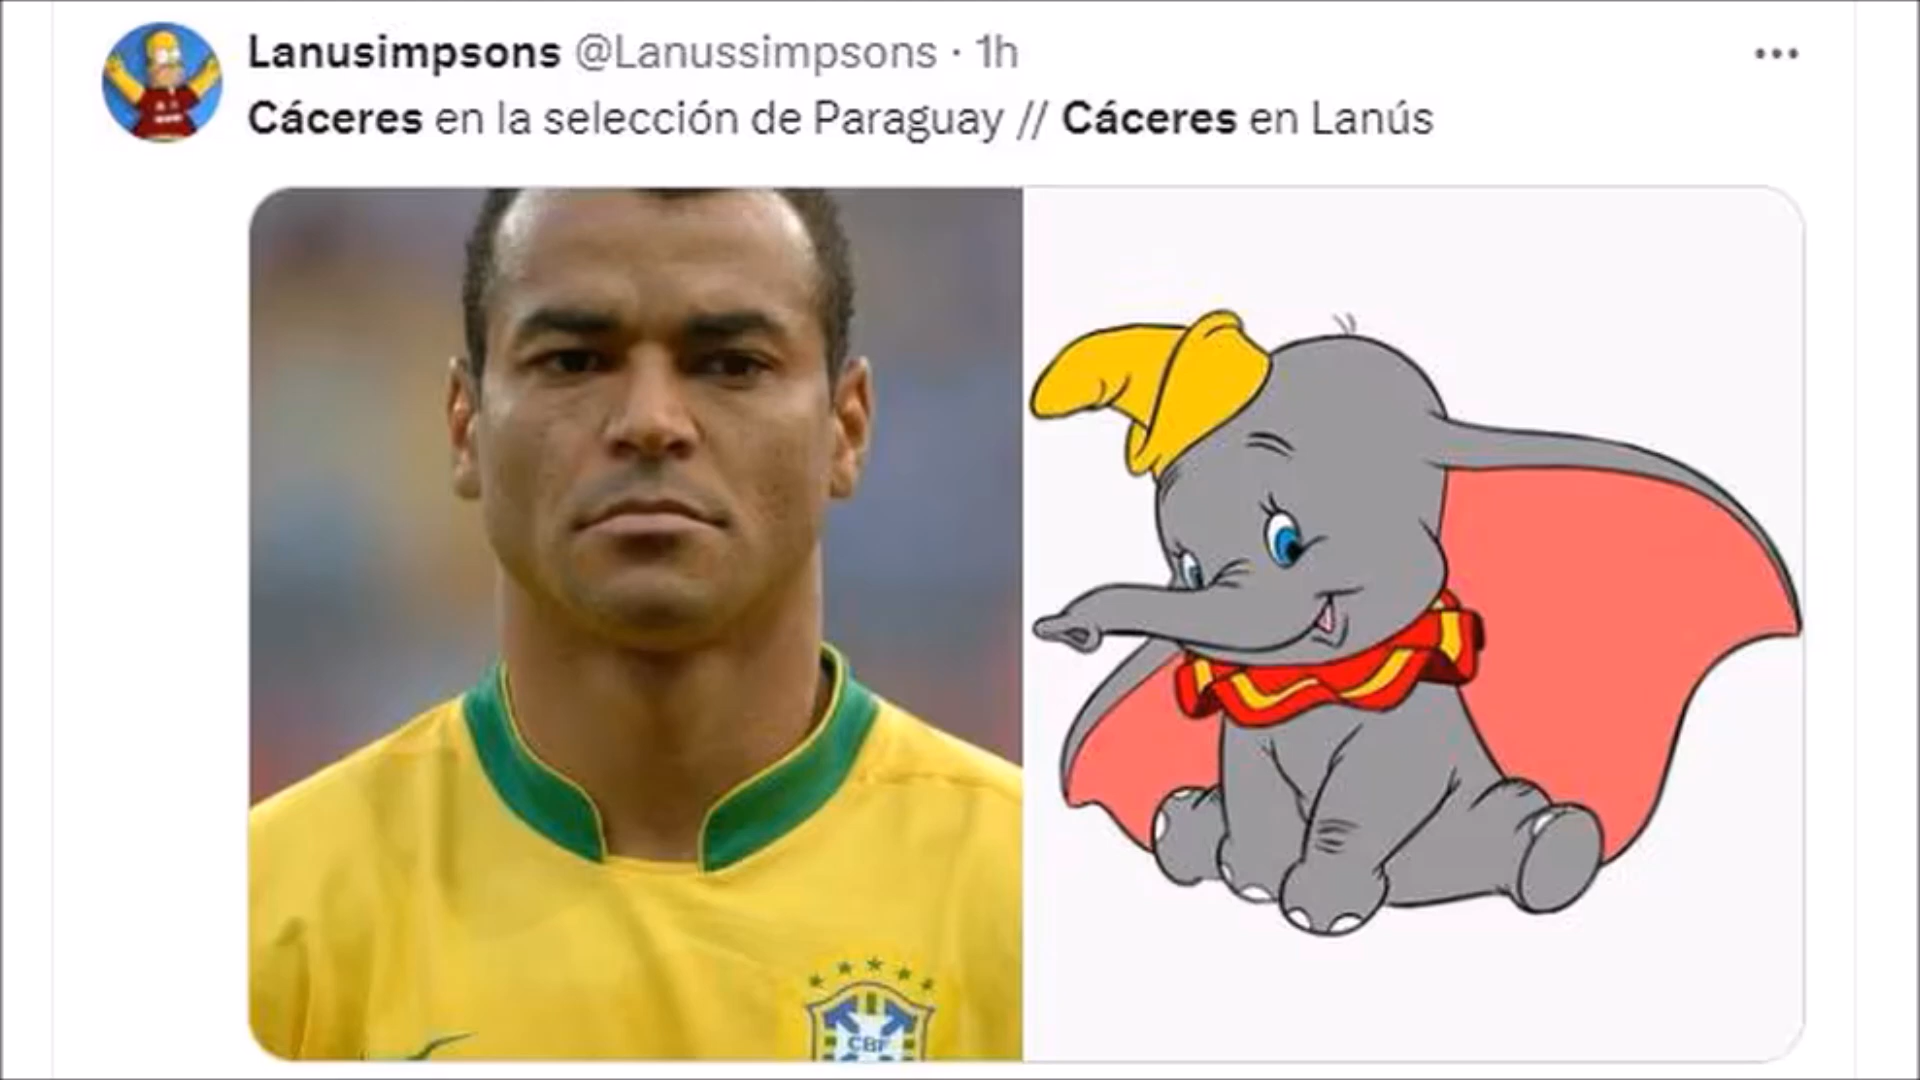 Lanusimpsons @Lanussimpsons · 1h
Cáceres en la selección de Paraguay // Cáceres en Lanús
CBF